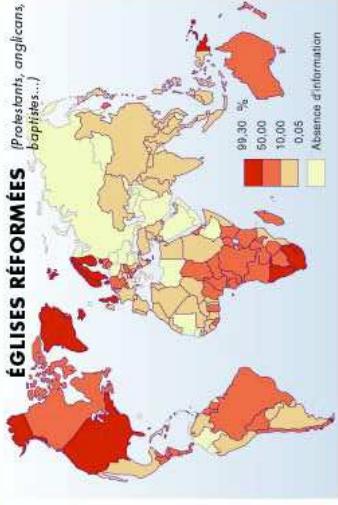 ÉGLISES RÉFORMÉES (Protestants, anglicans,
baptistes...)
99,30 %
50,00
10,00
0,05
Absence d'information